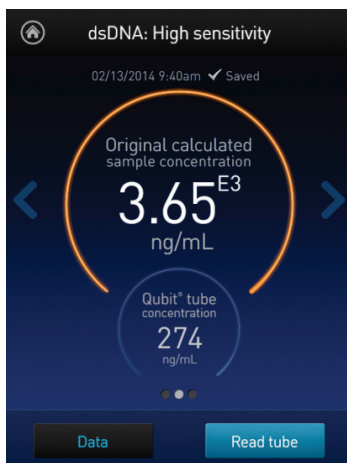 dsDNA: High sensitivity
02/13/2014 9:40am ✓ Saved
Original calculated
sample concentration
3.65E3
ng/mL
Qubit® tube
concentration
274
ng/mL
Data
Read tube